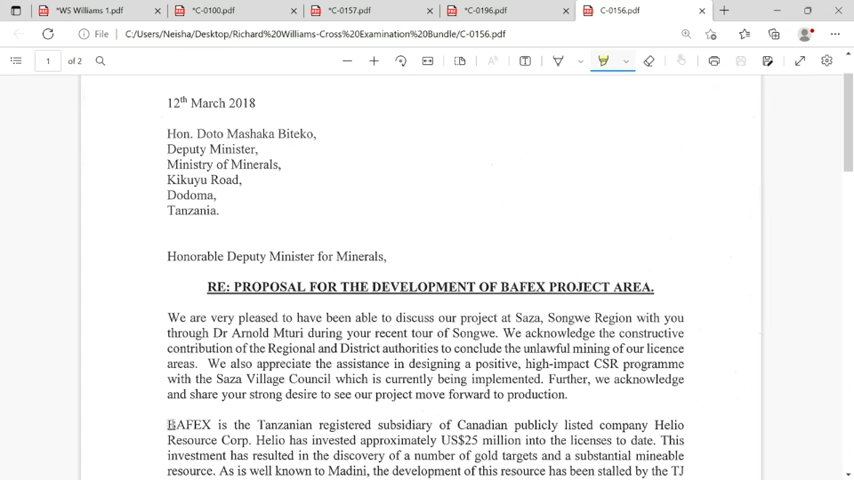 *WS Williams 1.pdf
*C-0100.pdf
*C-0157.pdf
*C-0196.pdf
C-0156.pdf
File
C:/Users/Neisha/Desktop/Richard%20Williams-Cross%20Examination%20Bundle/C-0156.pdf
1 of 2
12th March 2018
Hon. Doto Mashaka Biteko,
Deputy Minister,
Ministry of Minerals,
Kikuyu Road,
Dodoma,
Tanzania.
Honorable Deputy Minister for Minerals,
RE: PROPOSAL FOR THE DEVELOPMENT OF BAFEX PROJECT AREA.
We are very pleased to have been able to discuss our project at Saza, Songwe Region with you
through Dr Arnold Mturi during your recent tour of Songwe. We acknowledge the constructive
contribution of the Regional and District authorities to conclude the unlawful mining of our licence
areas. We also appreciate the assistance in designing a positive, high-impact CSR programme
with the Saza Village Council which is currently being implemented. Further, we acknowledge
and share your strong desire to see our project move forward to production.
BAFEX is the Tanzanian registered subsidiary of Canadian publicly listed company Helio
Resource Corp. Helio has invested approximately US$25 million into the licenses to date. This
investment has resulted in the discovery of a number of gold targets and a substantial mineable
resource. As is well known to Madini, the development of this resource has been stalled by the TJ